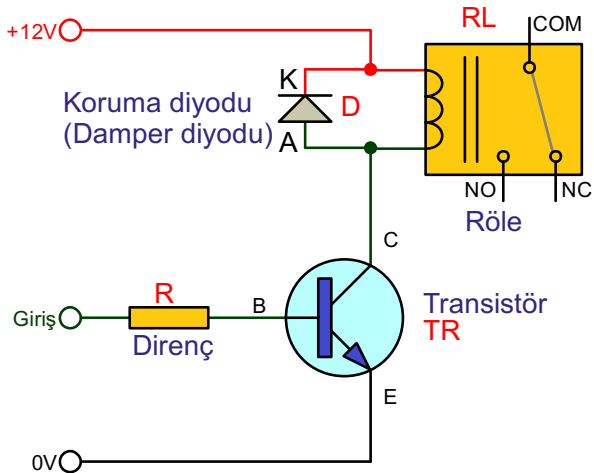 +12V
RL
COM
K
D
Koruma diyodu
(Damper diyodu)
A
NO
NC
Röle
C
R
B
Giriş
Direnç
Transistör
TR
E
0V